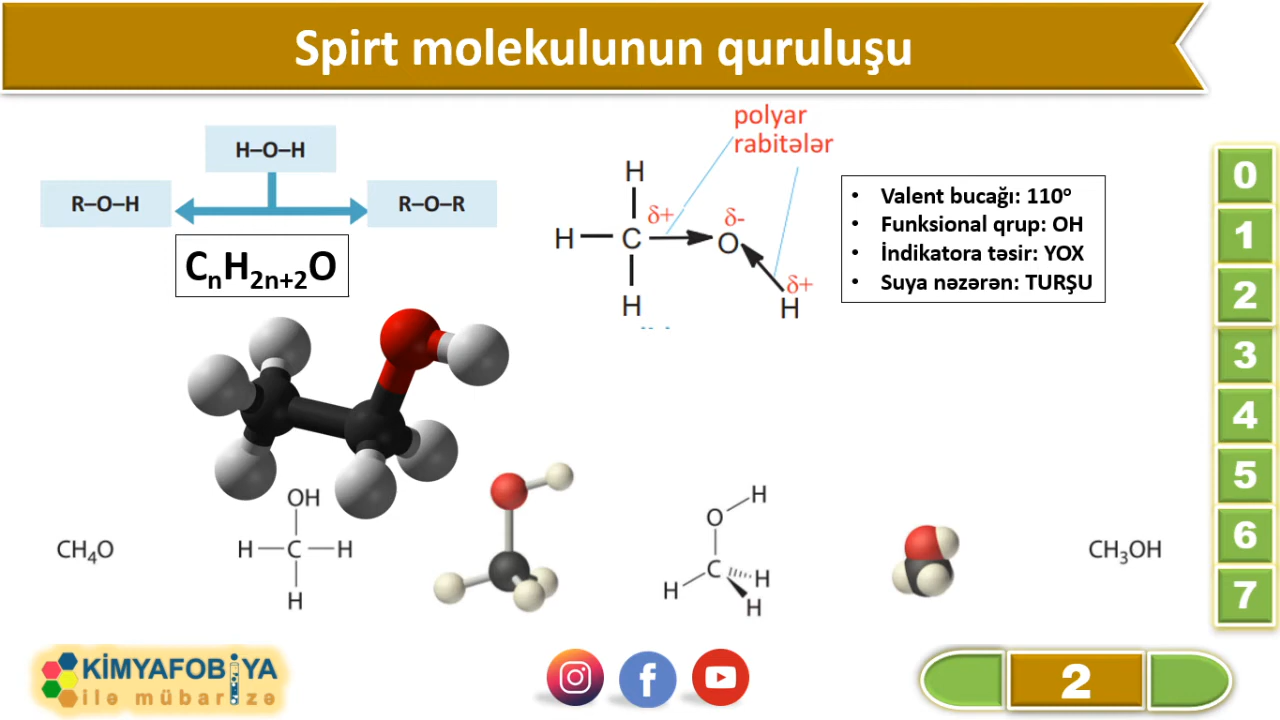 Spirt molekulunun quruluşu
H–O–H
R–O–H
R–O–R
CnH2n+2O
polyar
rabitələr
H
δ+
δ-
H
C
O
δ+
H
H
• Valent bucağı: 110º
• Funksional qrup: OH
• İndikatora təsir: YOX
• Suya nəzərən: TURŞU
0
1
2
3
4
5
6
7
CH4O
OH
H—C—H
H
H
O
C
H
H
H
CH3OH
KİMYAFOBİYA
ilə mübarizə
2